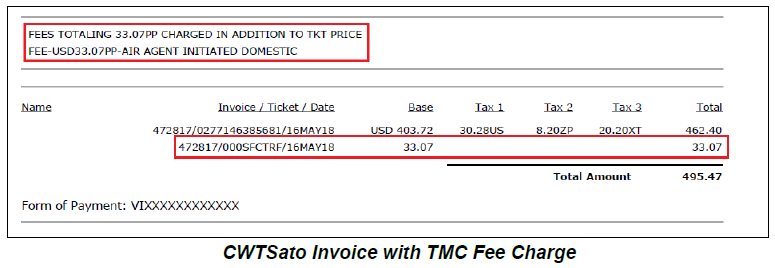 FEES TOTALING 33.07PP CHARGED IN ADDITION TO TKT PRICE
FEE-USD33.07PP-AIR AGENT INITIATED DOMESTIC
Name Invoice / Ticket / Date Base Tax 1 Tax 2 Tax 3 Total
472817/0277146385681/16MAY18 USD 403.72 30.28US 8.20ZP 20.20XT 462.40
472817/000SFCTRF/16MAY18 33.07 33.07
Total Amount 495.47
Form of Payment: VIXXXXXXXXXXXX
CWTSato Invoice with TMC Fee Charge